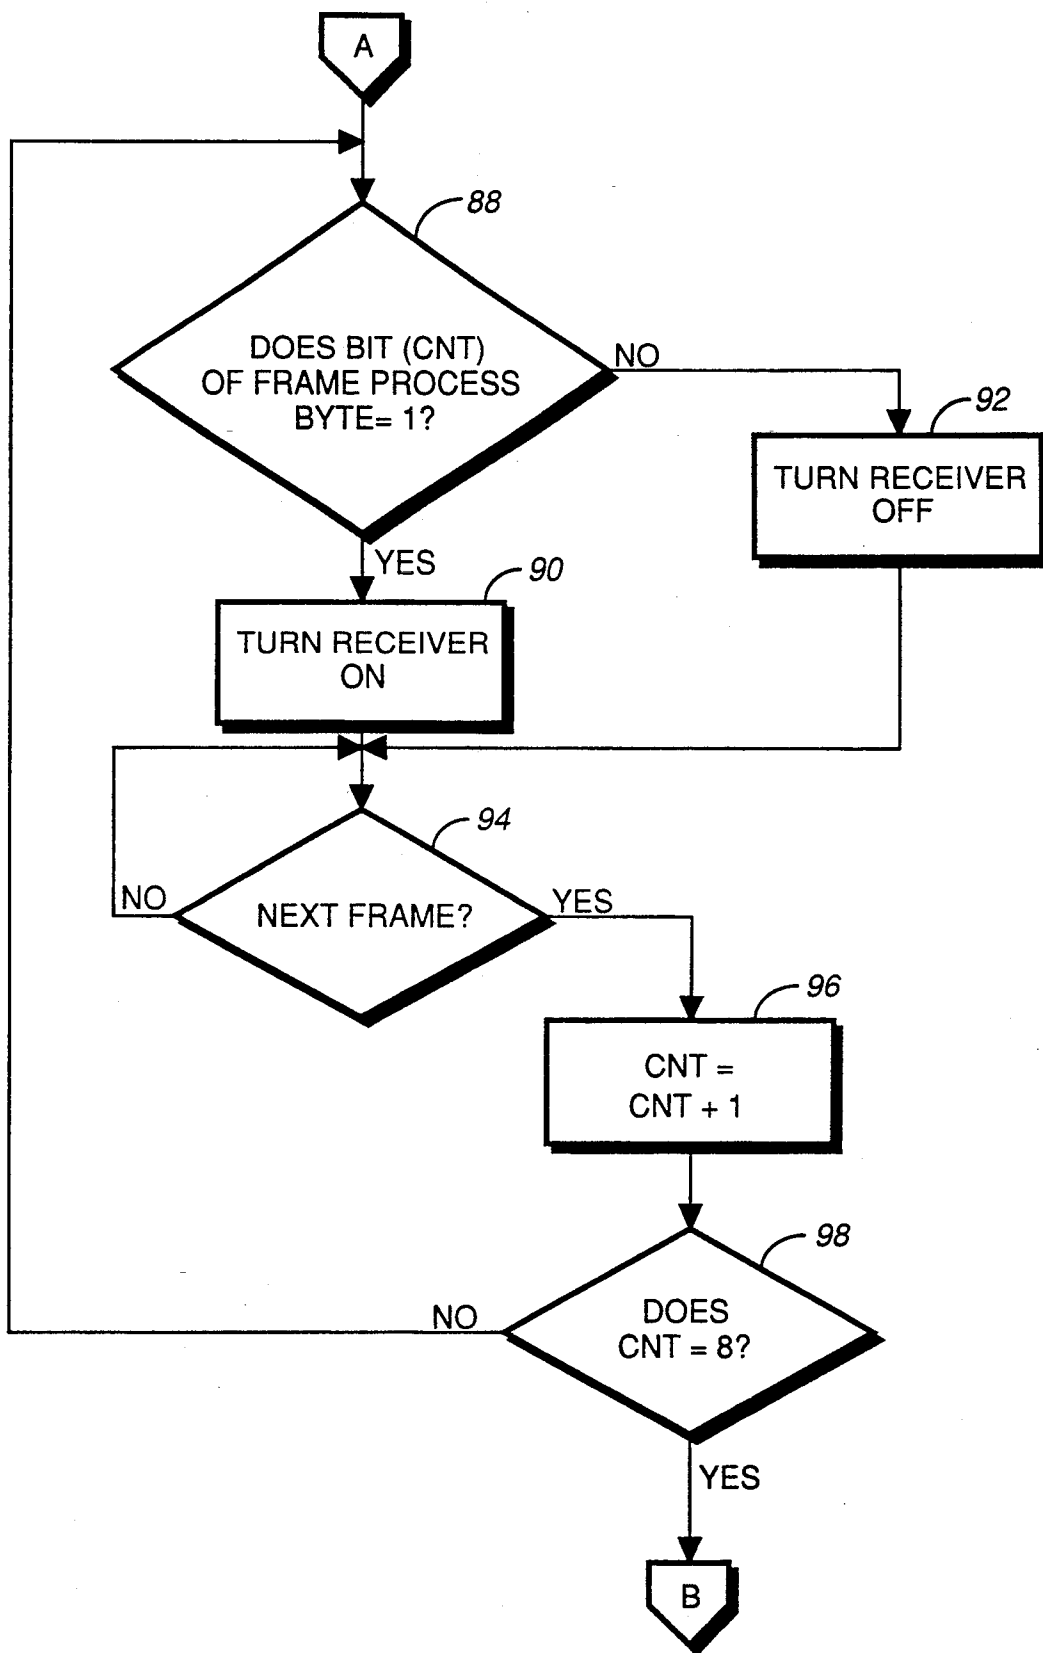 A
88
DOES BIT (CNT)
OF FRAME PROCESS
BYTE= 1?
NO
92
TURN RECEIVER
OFF
YES
90
TURN RECEIVER
ON
94
NO
NEXT FRAME?
YES
96
CNT =
CNT + 1
98
NO
DOES
CNT = 8?
YES
B